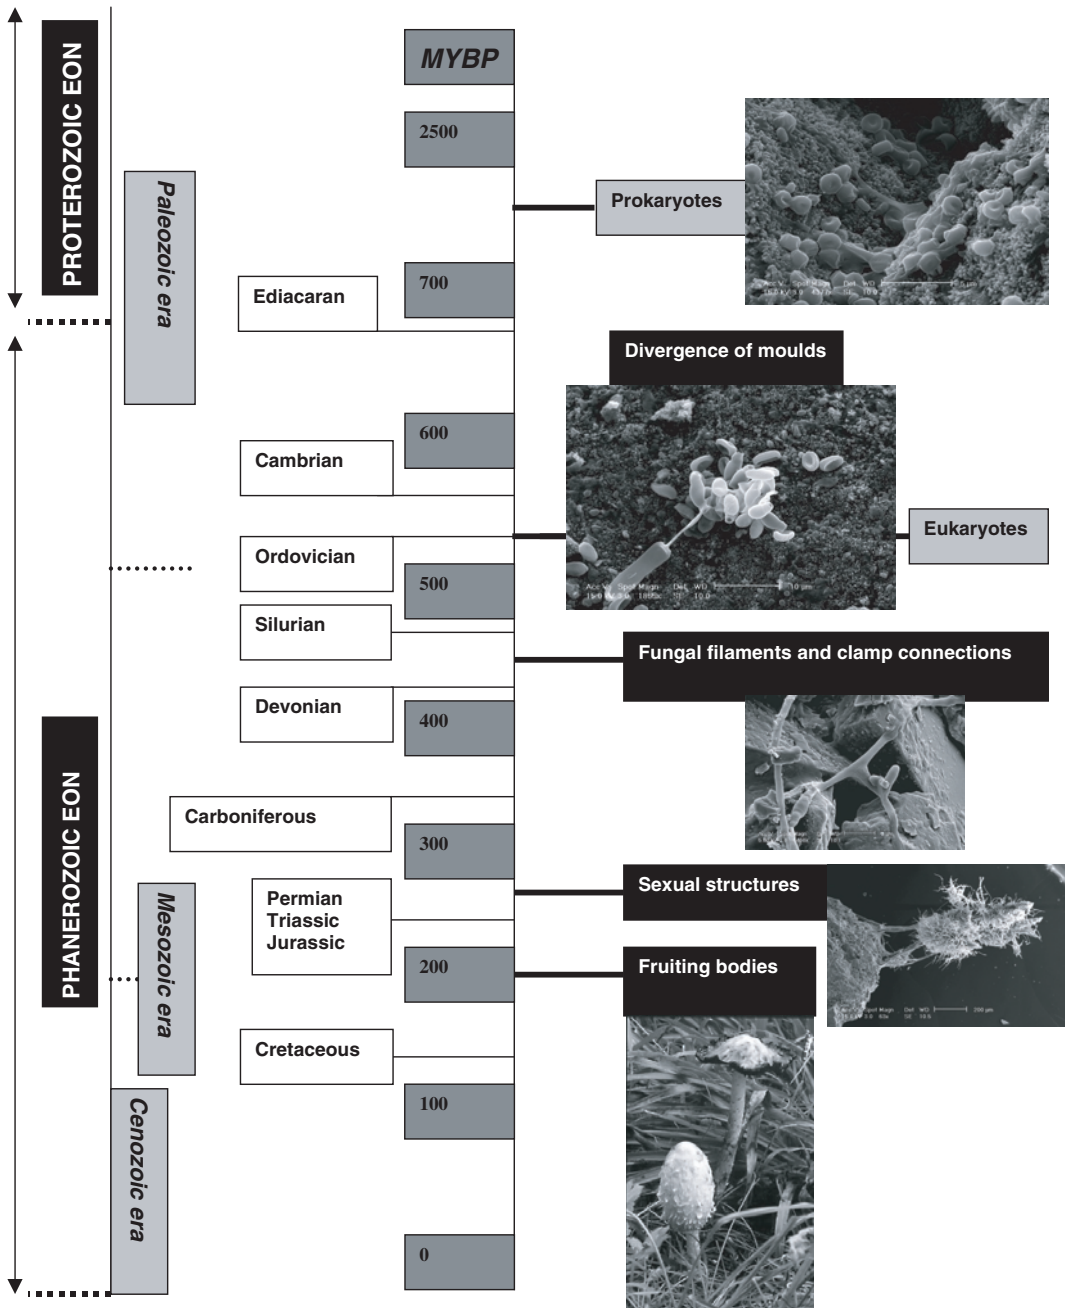 MYBP
PROTEROZOIC EON
2500
Paleozoic era
Prokaryotes
700
Ediacaran
Divergence of moulds
600
Cambrian
Eukaryotes
Ordovician
500
Silurian
Fungal filaments and clamp connections
Devonian
400
PHANEROZOIC EON
Carboniferous
300
Mesozoic era
Permian
Triassic
Jurassic
Sexual structures
200
Fruiting bodies
Cretaceous
100
Cenozoic era
0